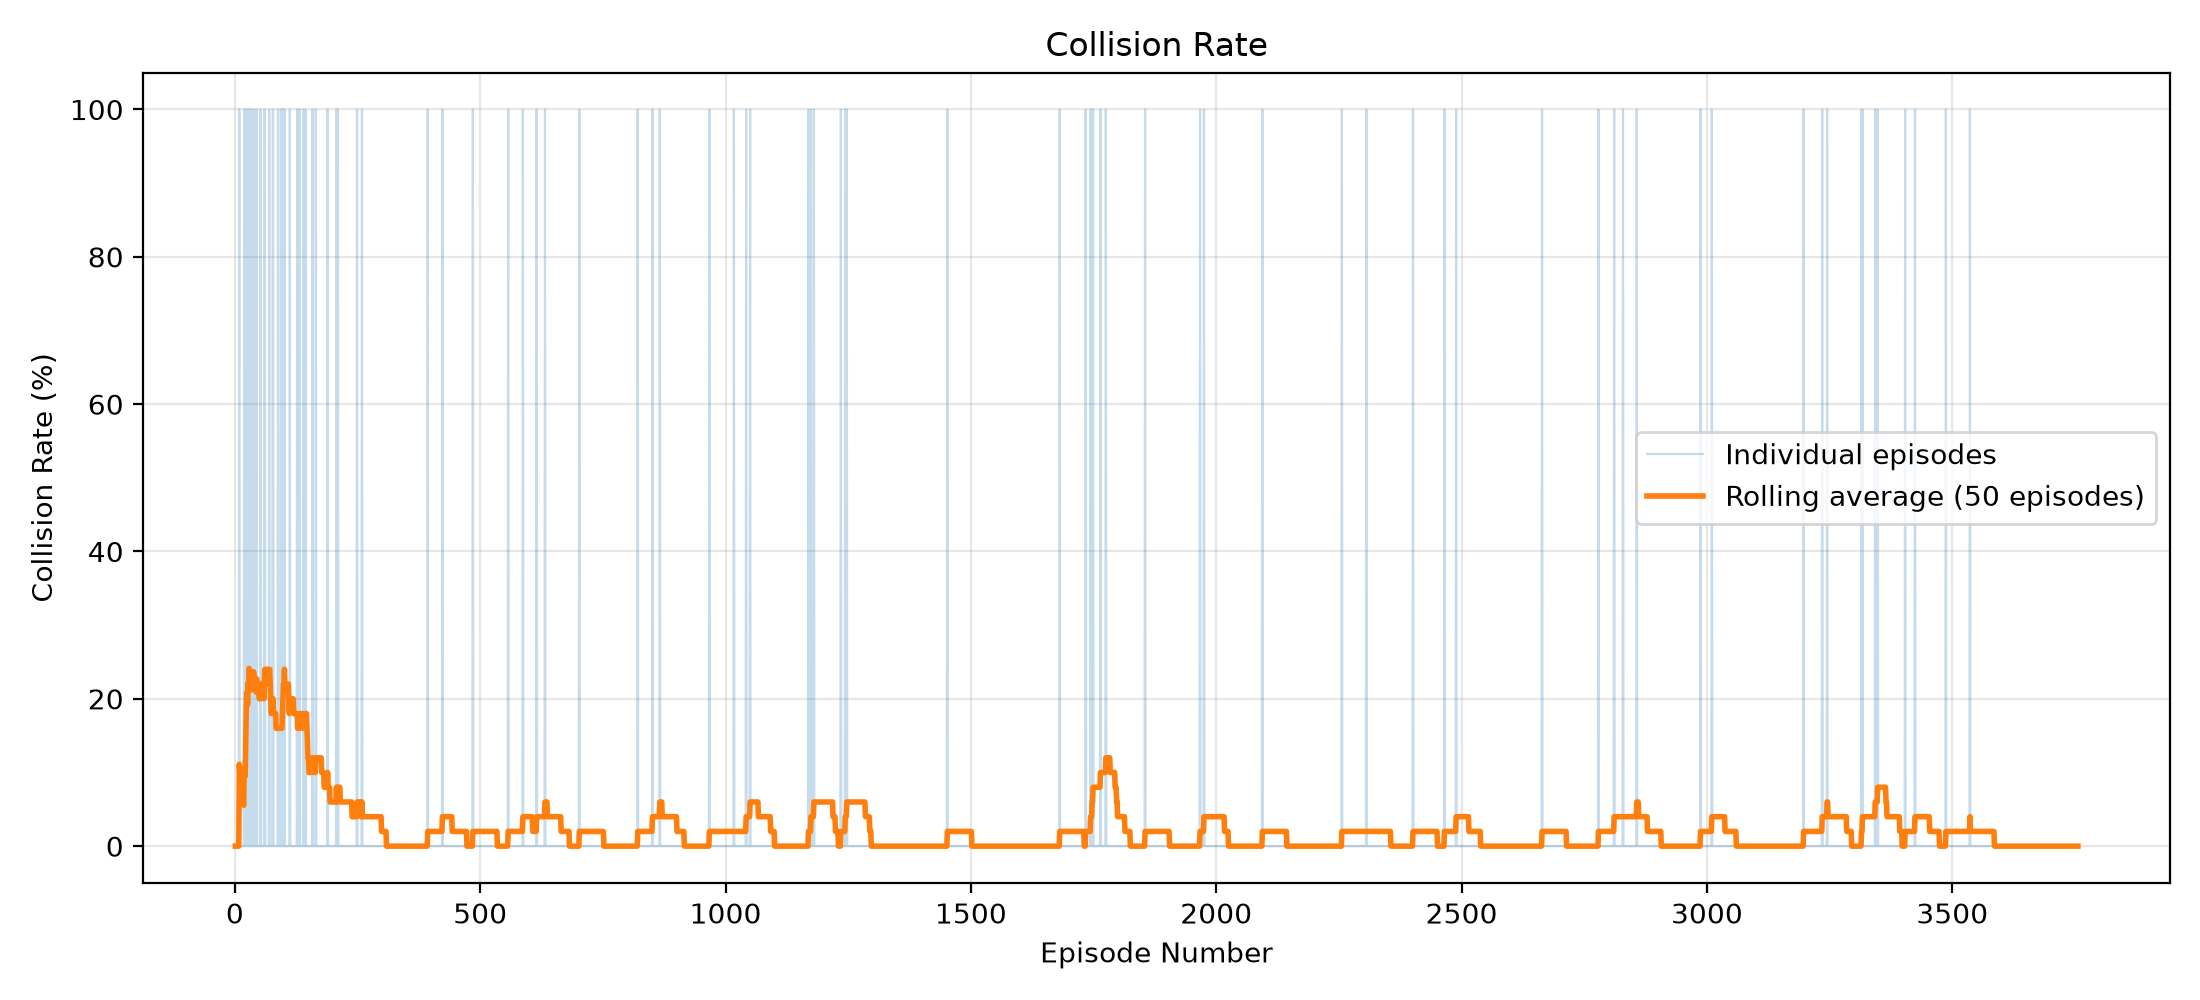 Collision Rate
100
80
60
40
20
0
Collision Rate (%)
Individual episodes
Rolling average (50 episodes)
0 500 1000 1500 2000 2500 3000 3500
Episode Number